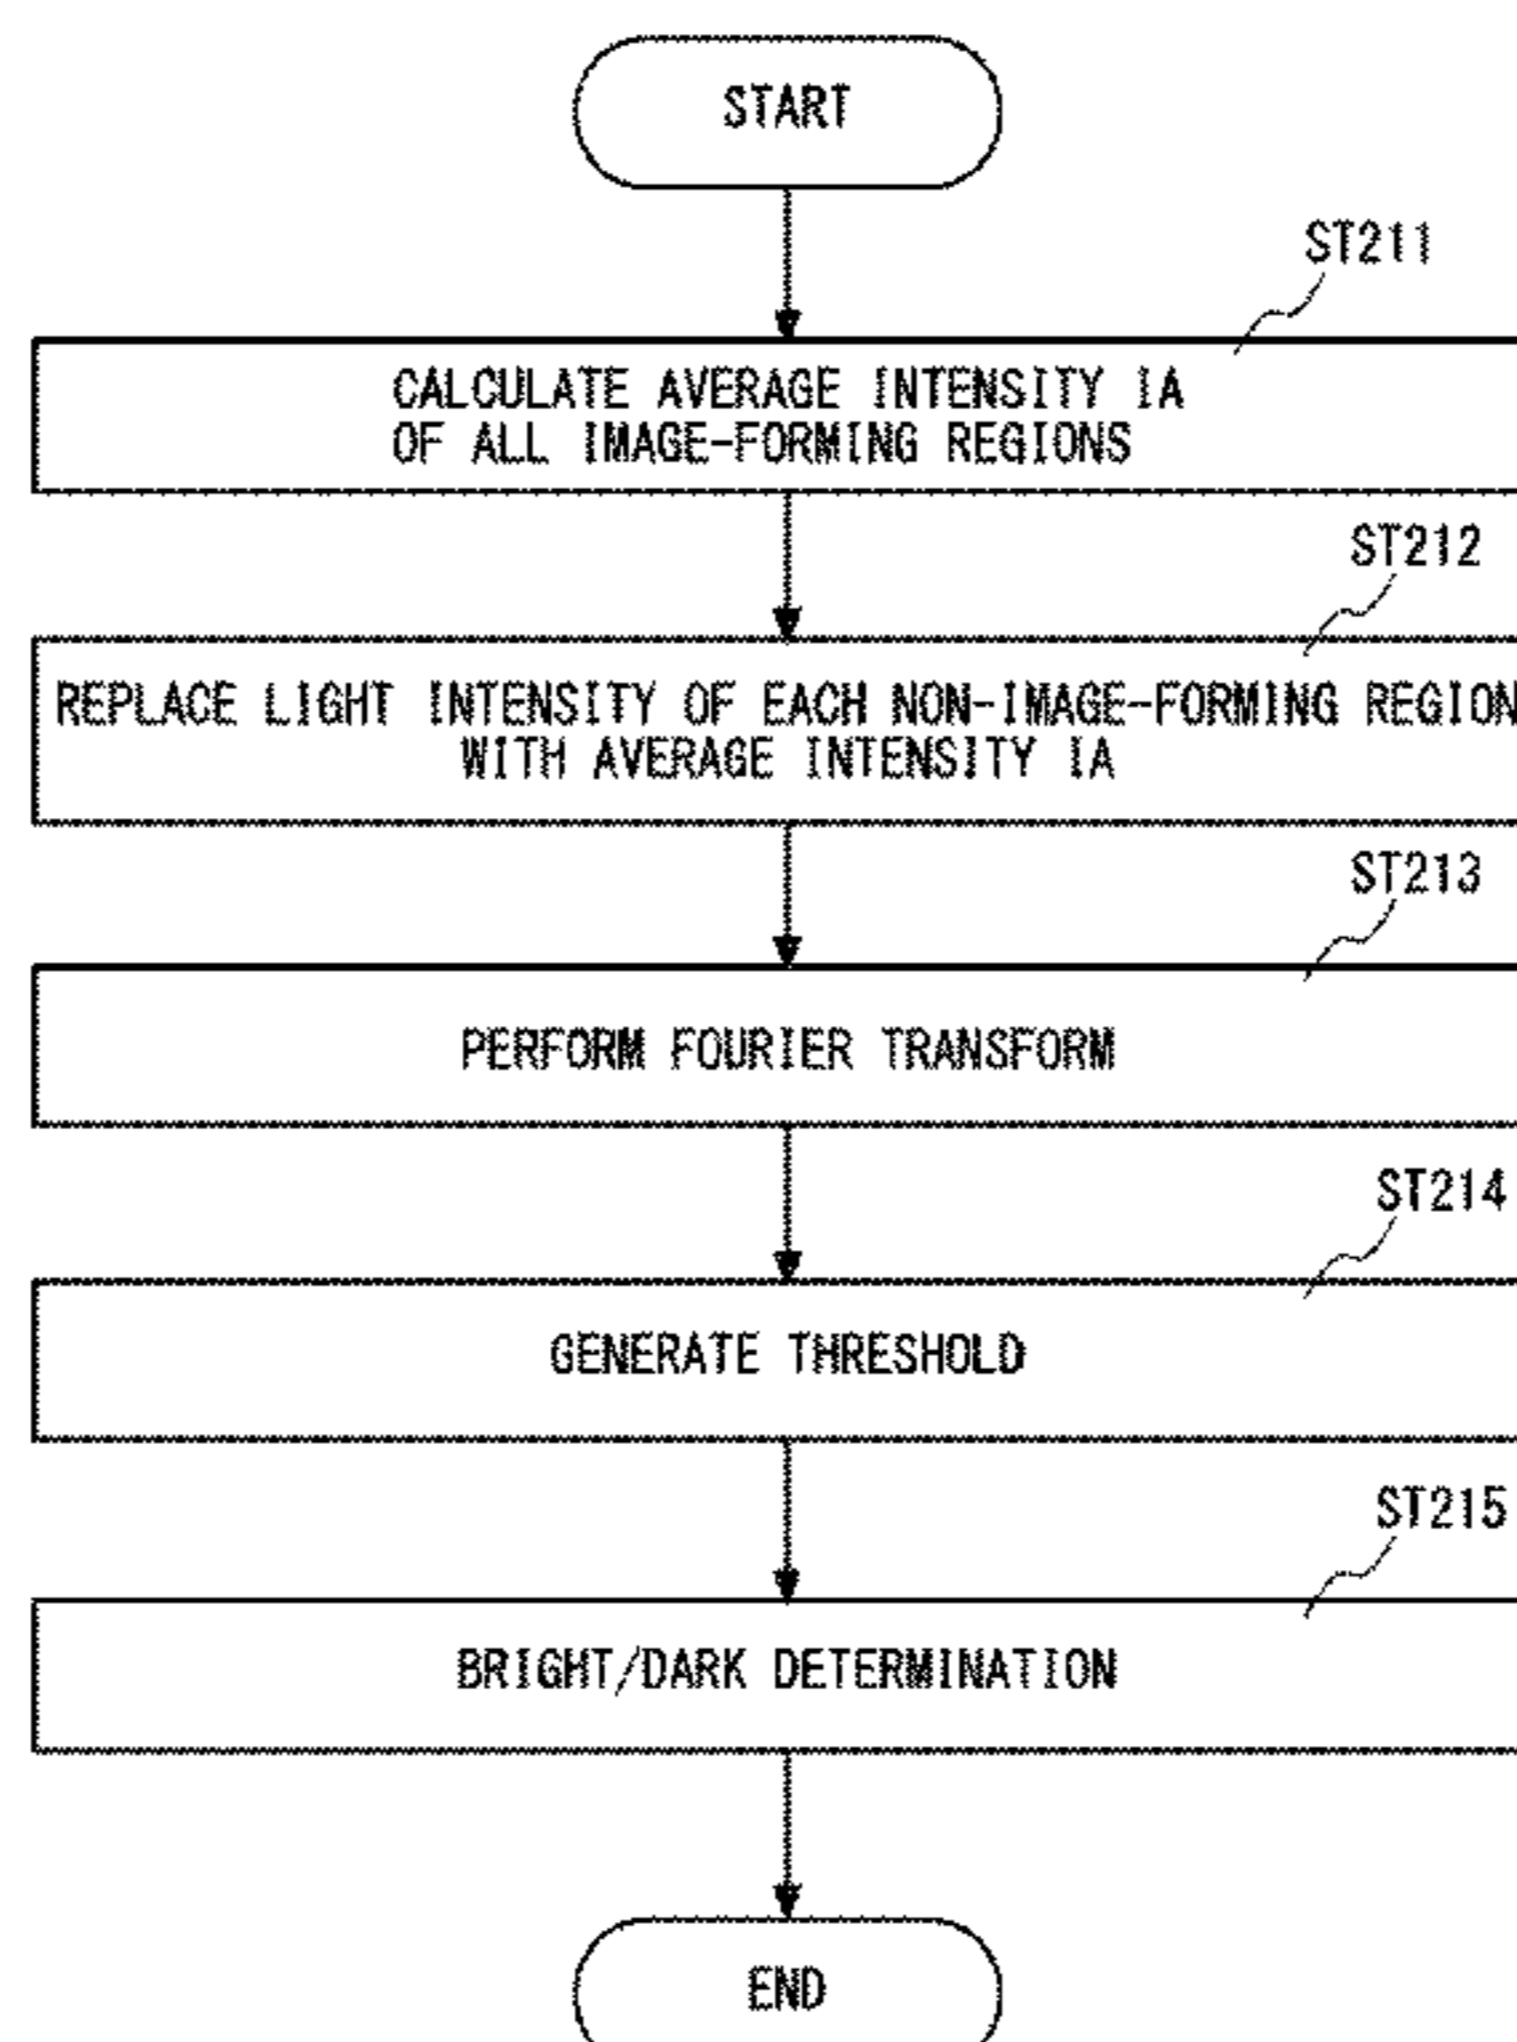 START
ST211
CALCULATE AVERAGE INTENSITY IA
OF ALL IMAGE-FORMING REGIONS
ST212
REPLACE LIGHT INTENSITY OF EACH NON-IMAGE-FORMING REGION
WITH AVERAGE INTENSITY IA
ST213
PERFORM FOURIER TRANSFORM
ST214
GENERATE THRESHOLD
ST215
BRIGHT/DARK DETERMINATION
END